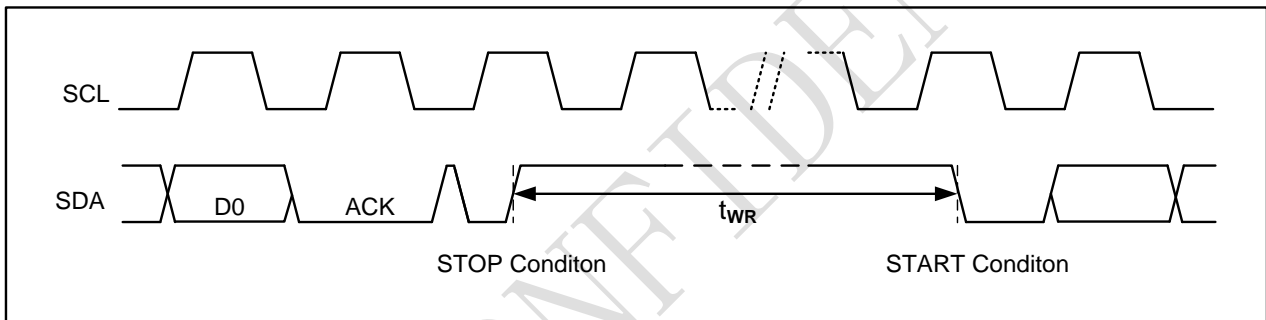 SCL
SDA
D0
ACK
tWR
STOP Conditon
START Conditon